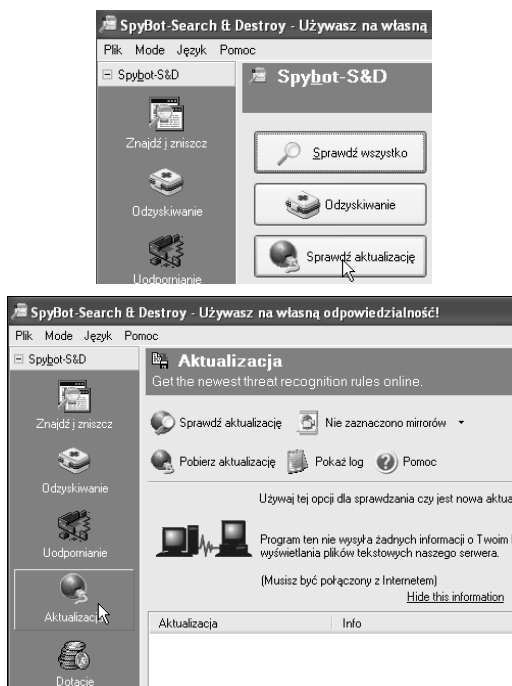 SpyBot-Search & Destroy - Używasz na własną
Plik Mode Język Pomoc
Spybot-S&D
Spybot-S&D
Znajdź i zniszcz
Sprawdź wszystko
Odzyskiwanie
Odzyskiwanie
Uodpornianie
Sprawdź aktualizację
SpyBot-Search & Destroy - Używasz na własną odpowiedzialność!
Plik Mode Język Pomoc
Spybot-S&D
Aktualizacja
Get the newest threat recognition rules online.
Znajdź i zniszcz
Sprawdź aktualizację Nie zaznaczono mirrorów
Pobierz aktualizację Pokaż log Pomoc
Odzyskiwanie
Używaj tej opcji dla sprawdzania czy jest nowa aktua
Uodpornianie
Program ten nie wysyła żadnych informacji o Twoim
wyświetlania plików tekstowych naszego serwera.
(Musisz być połączony z Internetem)
Hide this information
Aktualizacja
Aktualizacja Info
Dotacje